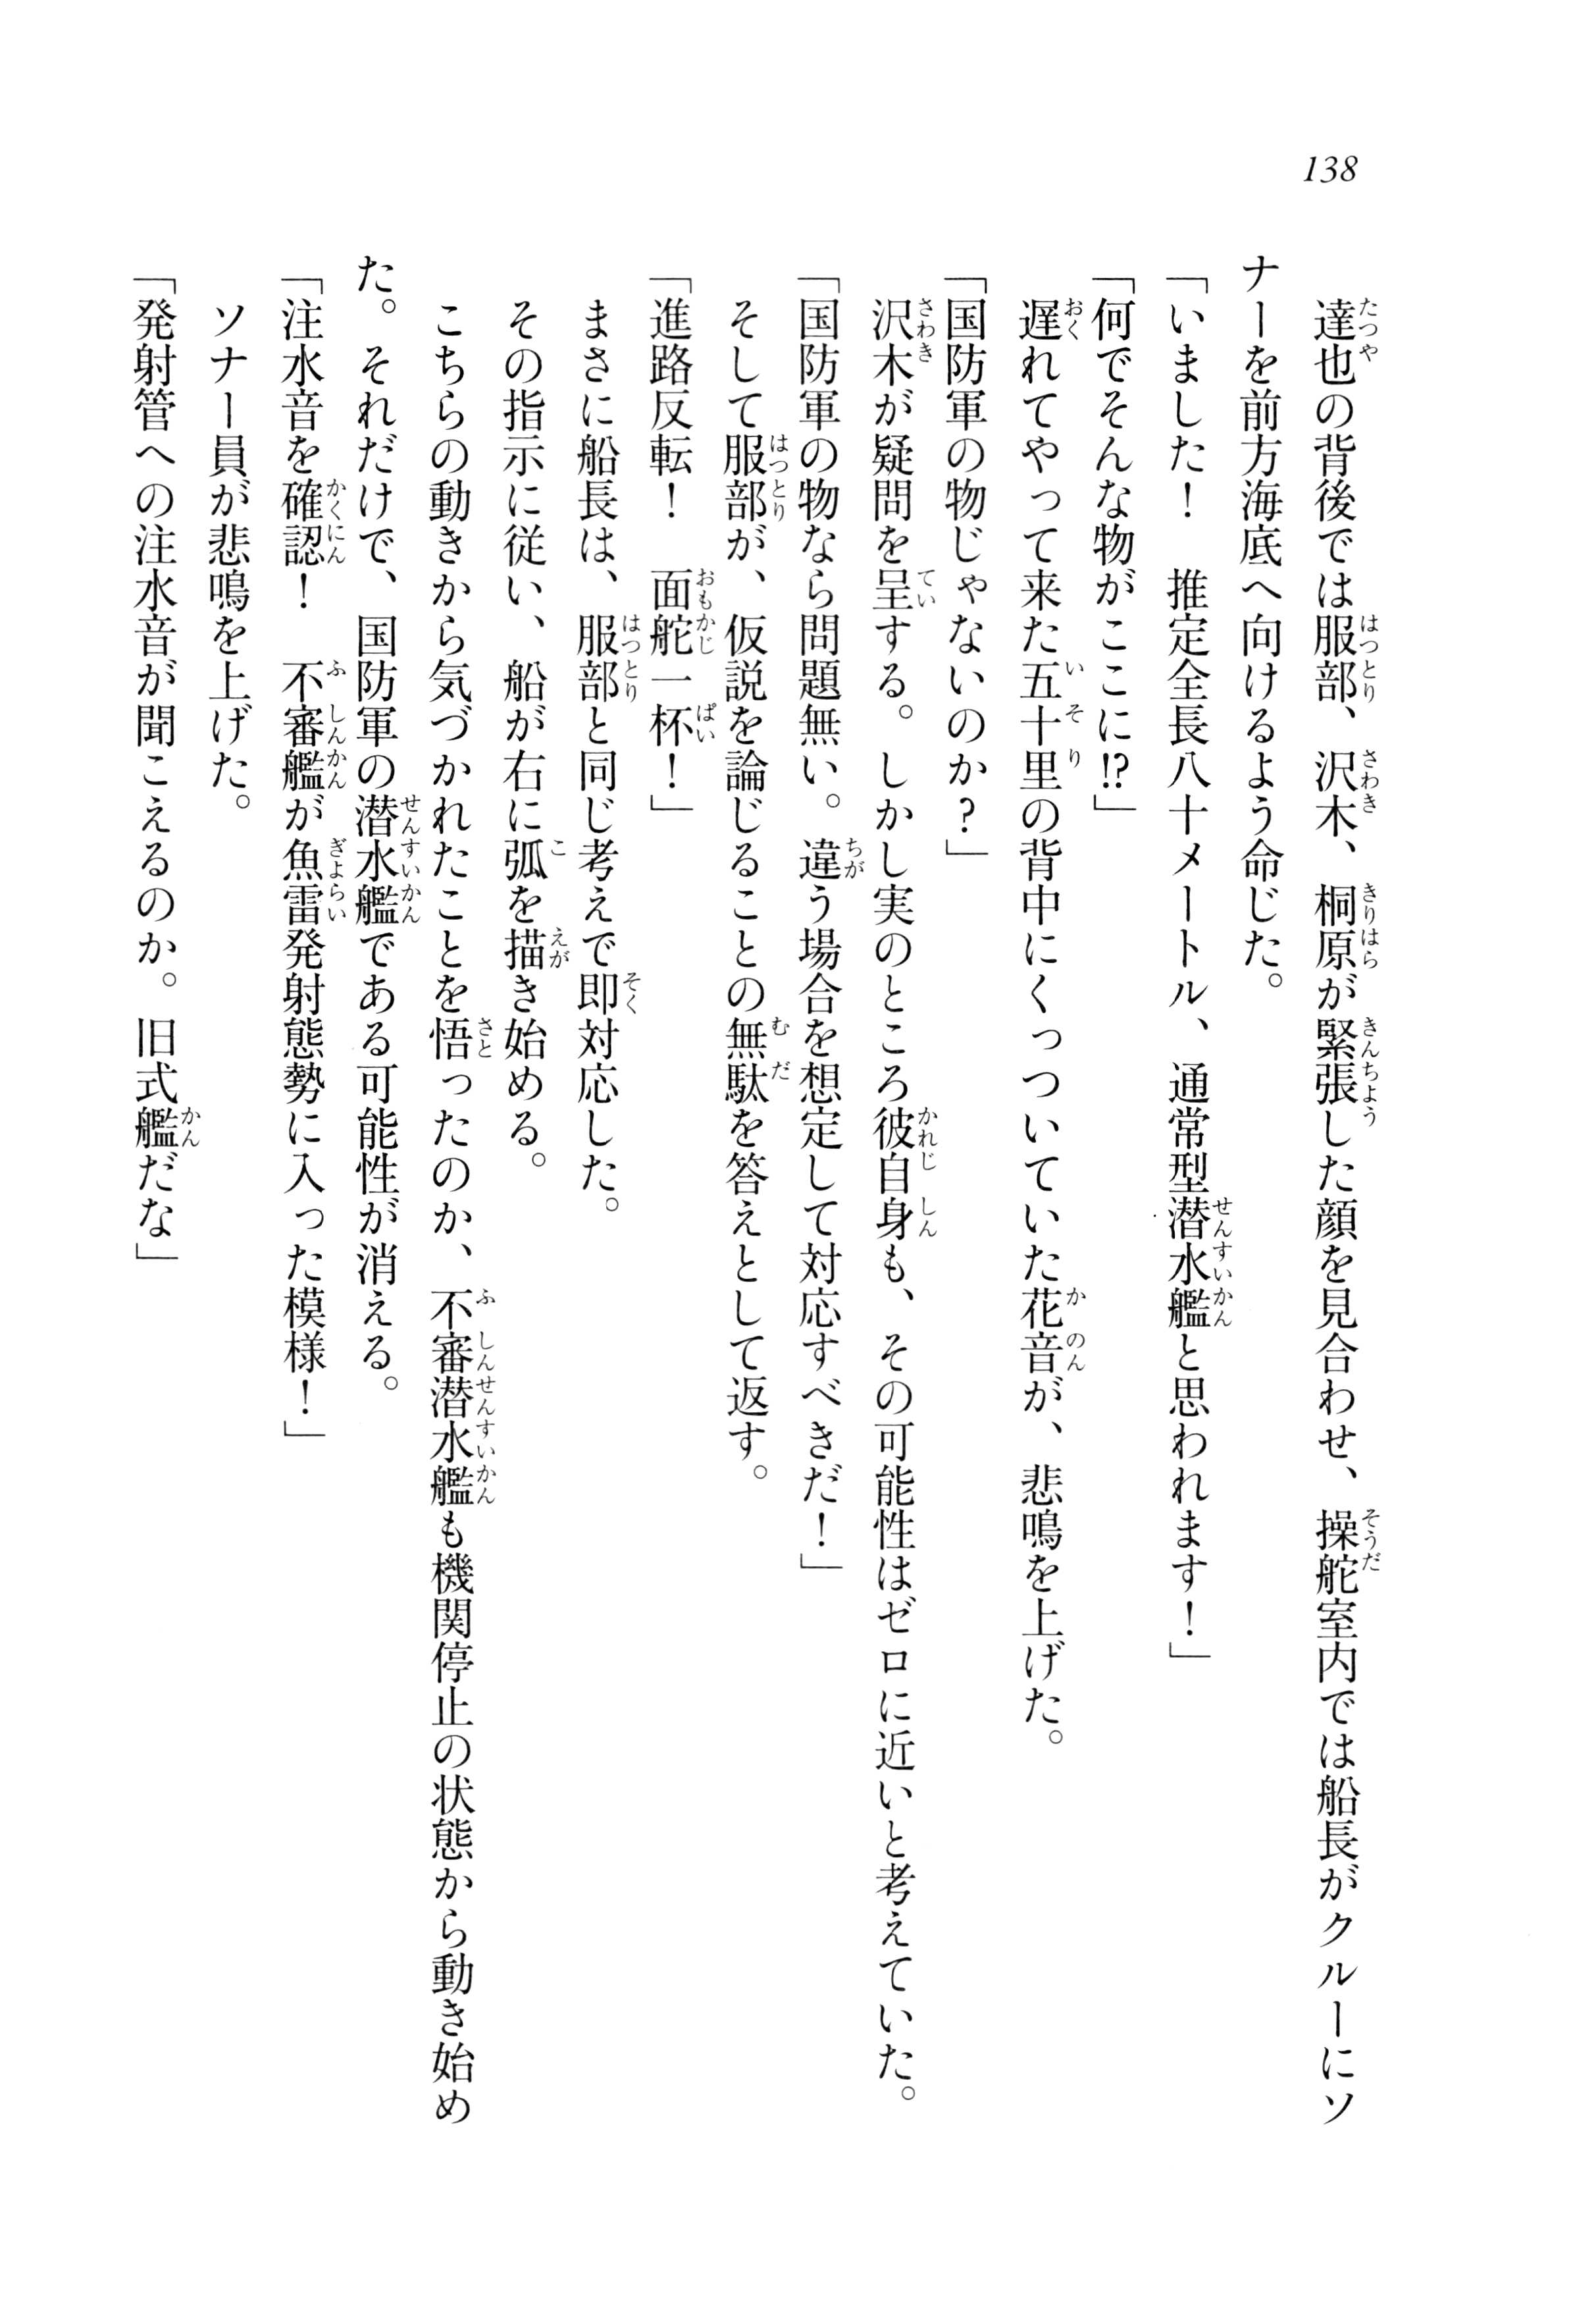 138
達也の背後では服部、沢木、桐原が緊張した顔を見合わせ、操舵室内では船長がクルーにソ
ナーを前方海底へ向けるよう命じた。
「いました！　推定全長八十メートル、通常型潜水艦と思われます！」
「何でそんな物がここに!?」
遅れてやって来た五十里の背中にくっついていた花音が、悲鳴を上げた。
「国防軍の物じゃないのか?」
沢木が疑問を呈する。しかし実のところ彼自身も、その可能性はゼロに近いと考えていた。
「国防軍の物なら問題無い。違う場合を想定して対応すべきだ！」
そして服部が、仮説を論じることの無駄を答えとして返す。
「進路反転！　面舵一杯！」
まさに船長は、服部と同じ考えで即対応した。
その指示に従い、船が右に弧を描き始める。
こちらの動きから気づかれたことを悟ったのか、不審潜水艦も機関停止の状態から動き始め
た。それだけで、国防軍の潜水艦である可能性が消える。
「注水音を確認！　不審艦が魚雷発射態勢に入った模様！」
ソナー員が悲鳴を上げた。
「発射管への注水音が聞こえるのか。旧式艦だな」